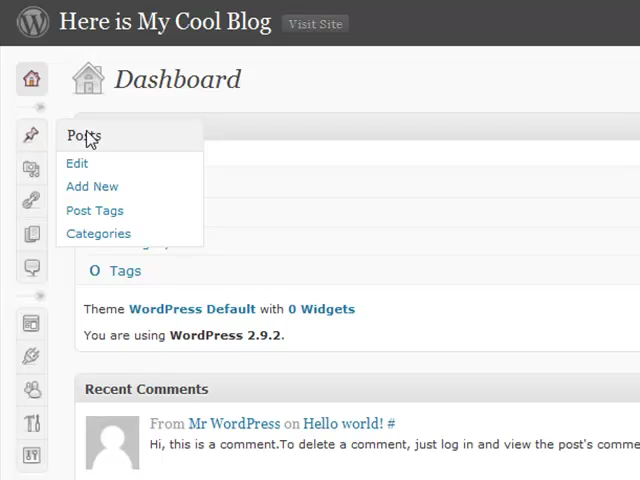 Here is My Cool Blog Visit Site
Dashboard
Posts
Edit
Add New
Post Tags
Categories
0 Tags
Theme WordPress Default with 0 Widgets
You are using WordPress 2.9.2.
Recent Comments
From Mr WordPress on Hello world! #
Hi, this is a comment.To delete a comment, just log in and view the post's comme